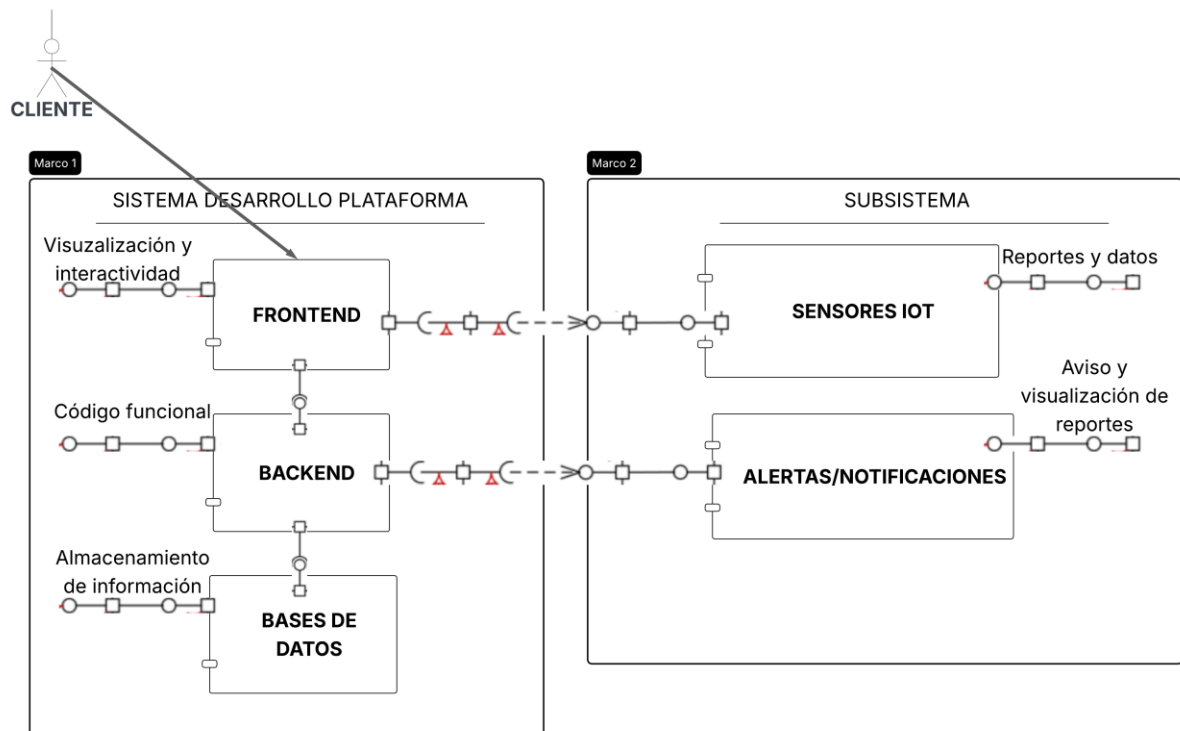 CLIENTE
Marco 1
SISTEMA DESARROLLO PLATAFORMA
Visuzalización y
interactividad
FRONTEND
Código funcional
BACKEND
Almacenamiento
de información
BASES DE
DATOS
Marco 2
SUBSISTEMA
Reportes y datos
SENSORES IOT
Aviso y
visualización de
reportes
ALERTAS/NOTIFICACIONES